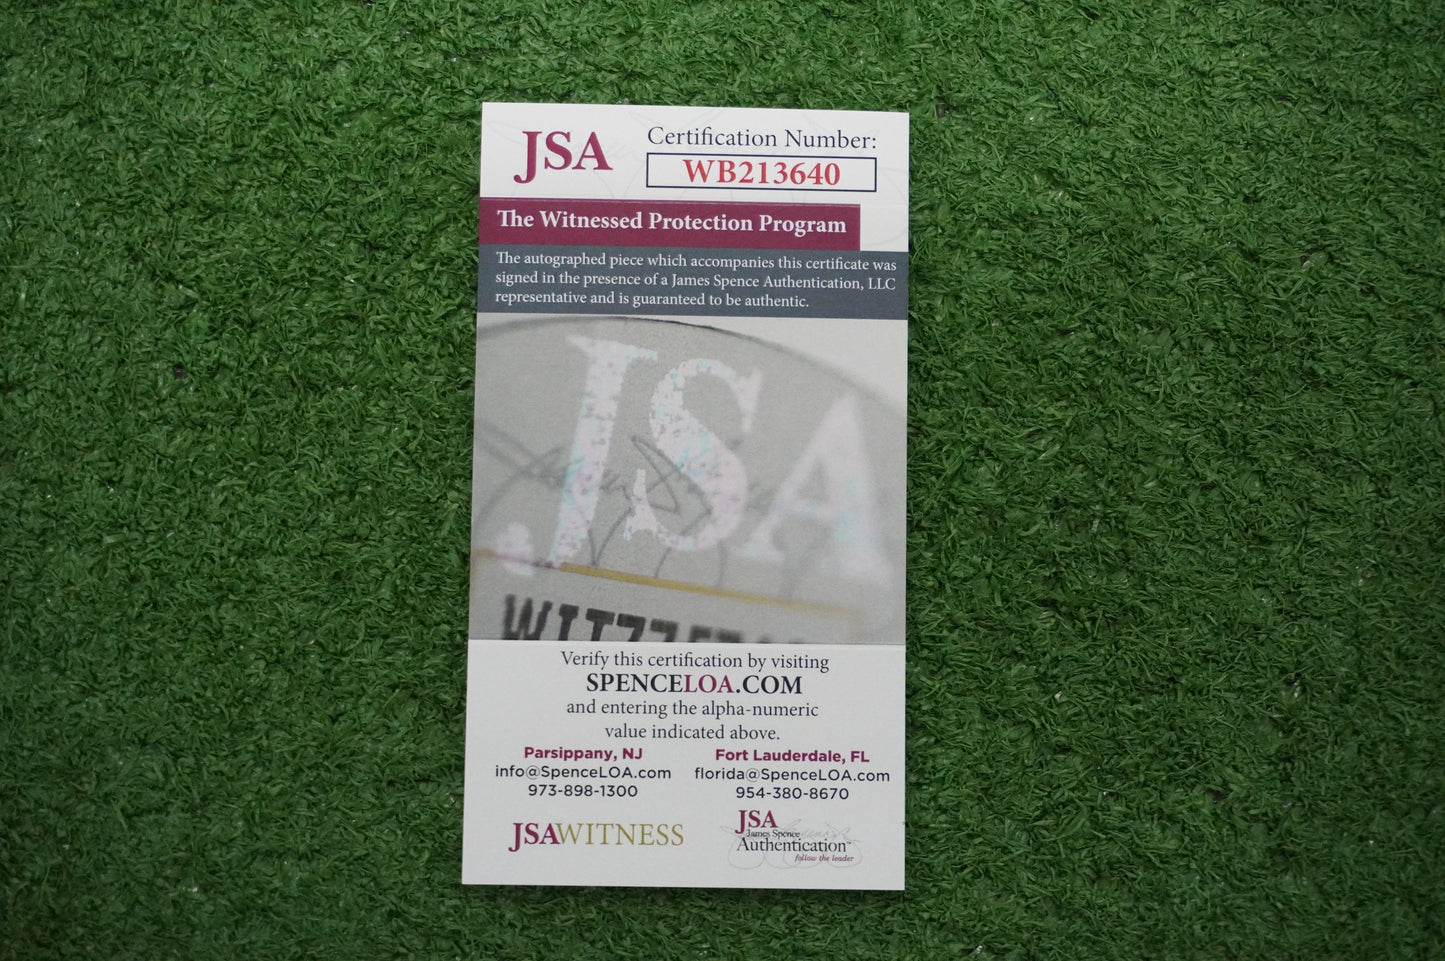 JSA
Certification Number:
WB213640
The Witnessed Protection Program
The autographed piece which accompanies this certificate was
signed in the presence of a James Spence Authentication, LLC
representative and is guaranteed to be authentic.
JSA
Verify this certification by visiting
SPENCELOA.COM
and entering the alpha-numeric
value indicated above.
Parsippany, NJ
info@SpenceLOA.com
973-898-1300
Fort Lauderdale, FL
florida@SpenceLOA.com
954-380-8670
JSAWITNESS
JSA
James Spence
Authentication™
follow the leader